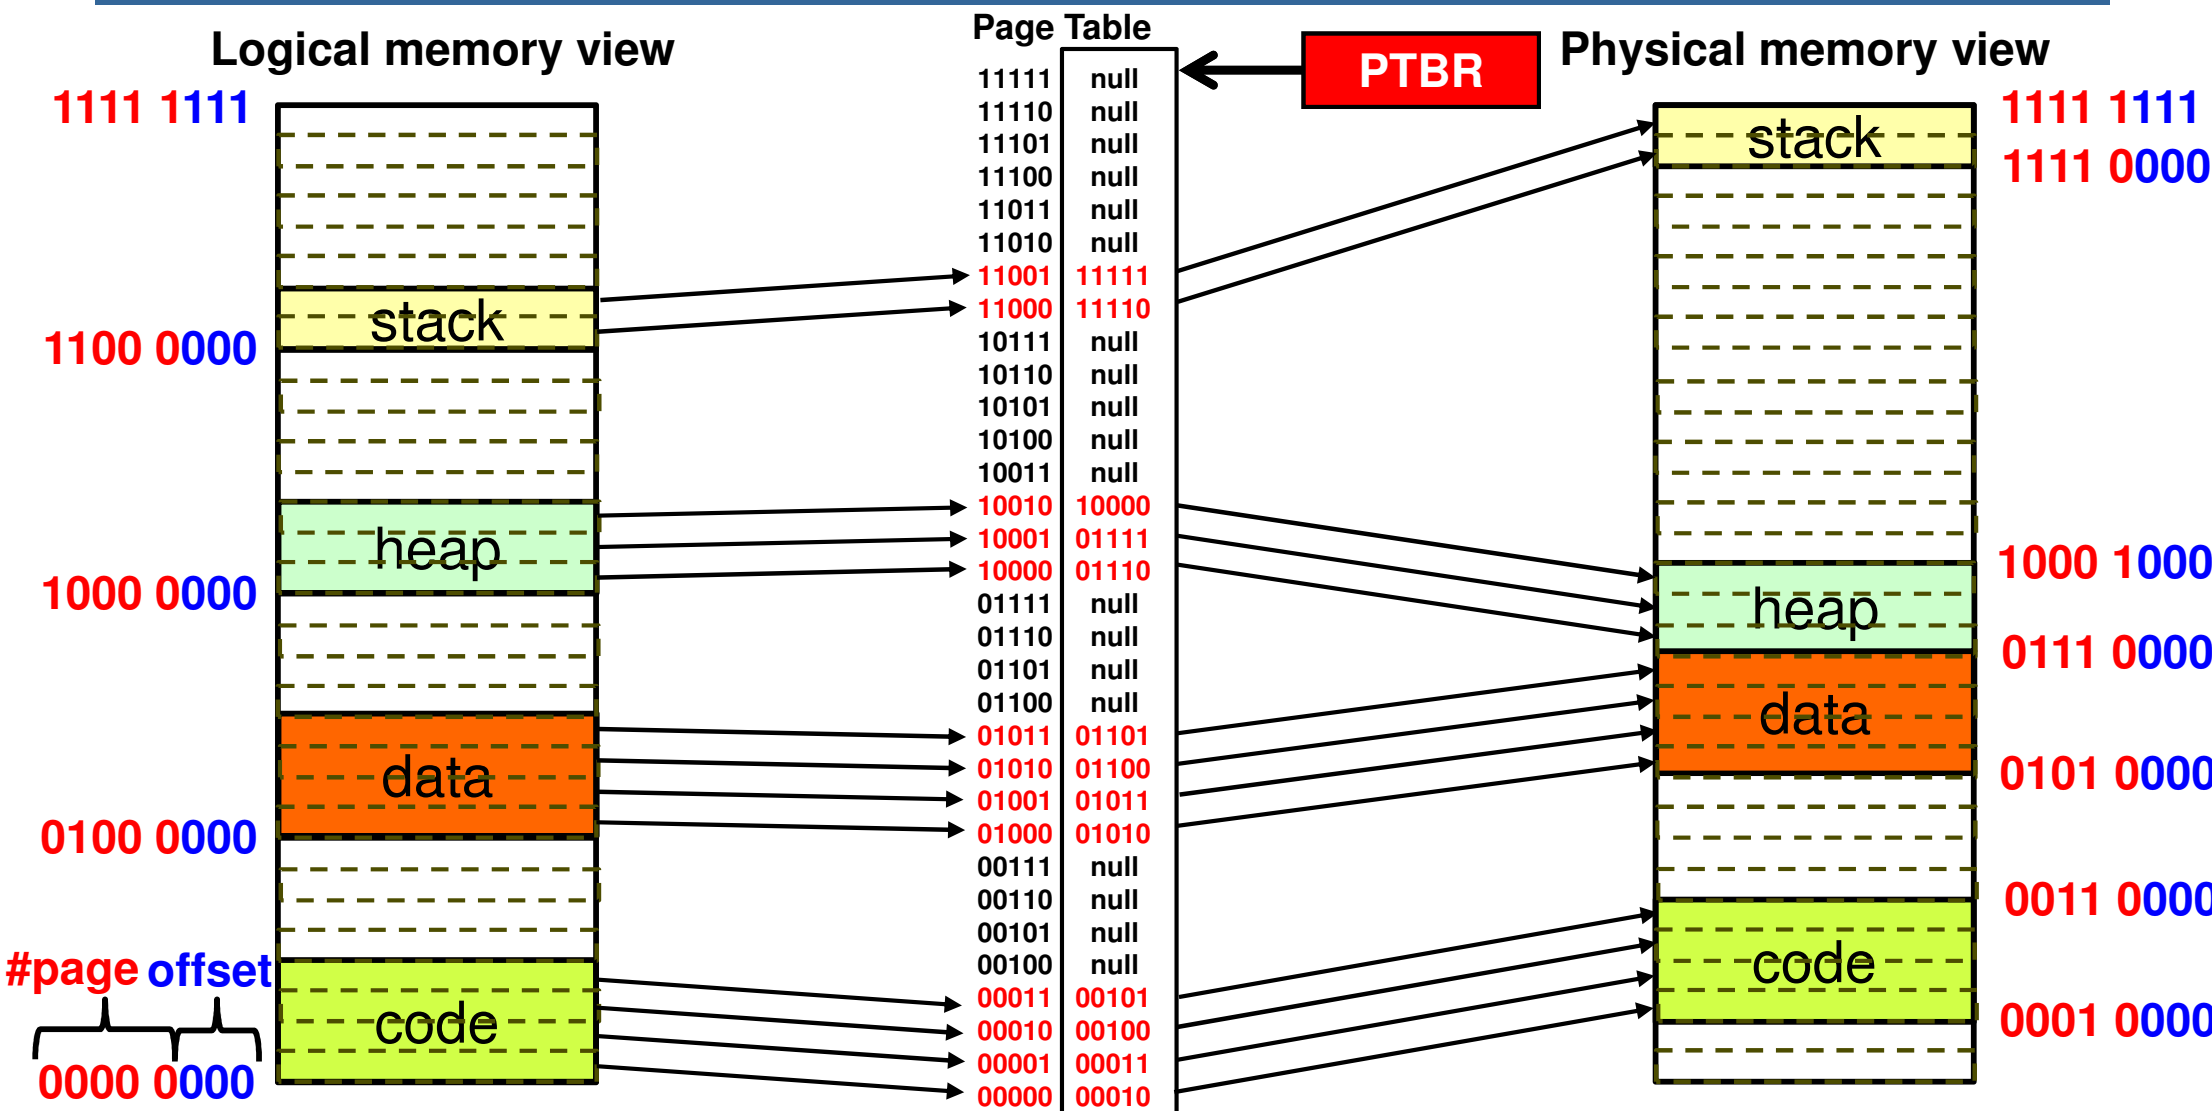 Page Table
Logical memory view
PTBR
Physical memory view
1111 1111
1100 0000
1000 0000
0100 0000
#page offset
0000 0000
stack
heap
data
code
11111 null
11110 null
11101 null
11100 null
11011 null
11010 null
11001 11111
11000 11110
10111 null
10110 null
10101 null
10100 null
10011 null
10010 10000
10001 01111
10000 01110
01111 null
01110 null
01101 null
01100 null
01011 01101
01010 01100
01001 01011
01000 01010
00111 null
00110 null
00101 null
00100 null
00011 00101
00010 00100
00001 00011
00000 00010
stack
heap
data
code
1111 1111
1111 0000
1000 1000
0111 0000
0101 0000
0011 0000
0001 0000